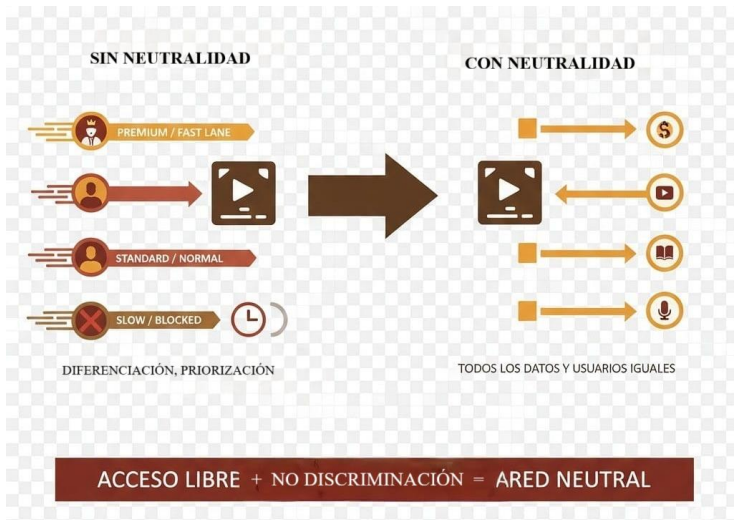 SIN NEUTRALIDAD
PREMIUM / FAST LANE
STANDARD / NORMAL
SLOW / BLOCKED
DIFERENCIACIÓN, PRIORIZACIÓN
CON NEUTRALIDAD
$
TODOS LOS DATOS Y USUARIOS IGUALES
ACCESO LIBRE + NO DISCRIMINACIÓN = ARED NEUTRAL